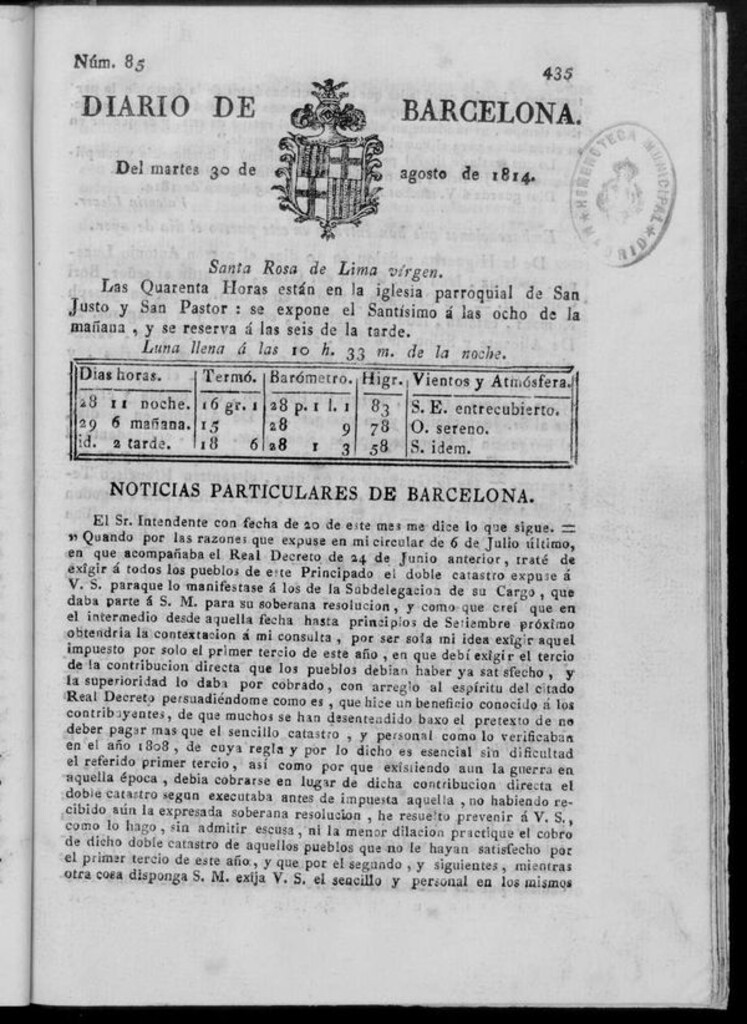 Núm. 85
435
DIARIO DE BARCELONA.
Del martes 30 de agosto de 1814.
HEMEROTECA MUNICIPAL
MADRID
Santa Rosa de Lima vírgen.
Las Quarenta Horas están en la iglesia parroquial de San
Justo y San Pastor : se expone el Santísimo á las ocho de la
mañana , y se reserva á las seis de la tarde.
Luna llena á las 10 h. 33 m. de la noche.
Dias horas. Termó. Barómetro. Higr. Vientos y Atmósfera.
28 11 noche. 16 gr. 1 28 p. 1 l. 1 83 S. E. entrecubierto.
29 6 mañana. 15 28 9 78 O. sereno.
id. 2 tarde. 18 6 28 1 3 58 S. idem.
NOTICIAS PARTICULARES DE BARCELONA.
El Sr. Intendente con fecha de 20 de este mes me dice lo que sigue. =
„ Quando por las razones que expuse en mi circular de 6 de Julio último,
en que acompañaba el Real Decreto de 24 de Junio anterior, traté de
exîgir á todos los pueblos de este Principado el doble catastro expuse á
V. S. paraque lo manifestase á los de la Subdelegacion de su Cargo , que
daba parte á S. M. para su soberana resolucion , y como que creí que en
el intermedio desde aquella fecha hasta principios de Setiembre próximo
obtendria la contextacion á mi consulta , por ser sola mi idea exîgir aquel
impuesto por solo el primer tercio de este año , en que debí exîgir el tercio
de la contribucion directa que los pueblos debian haber ya satisfecho , y
la superioridad lo daba por cobrado, con arreglo al espíritu del citado
Real Decreto persuadiéndome como es , que hice un beneficio conocido á los
contribuyentes, de que muchos se han desentendido baxo el pretexto de no
deber pagar mas que el sencillo catastro , y personal como lo verificaban
en el año 1808 , de cuya regla y por lo dicho es esencial sin dificultad
el referido primer tercio, así como por que existiendo aun la guerra en
aquella época , debia cobrarse en lugar de dicha contribucion directa el
doble catastro segun executaba antes de impuesta aquella , no habiendo re-
cibido aún la expresada soberana resolucion , he resuelto prevenir á V. S.,
como lo hago , sin admitir escusa, ni la menor dilacion practique el cobro
de dicho doble catastro de aquellos pueblos que no le hayan satisfecho por
el primer tercio de este año , y que por el segundo , y siguientes , mientras
otra cosa disponga S. M. exîja V. S. el sencillo y personal en los mismos